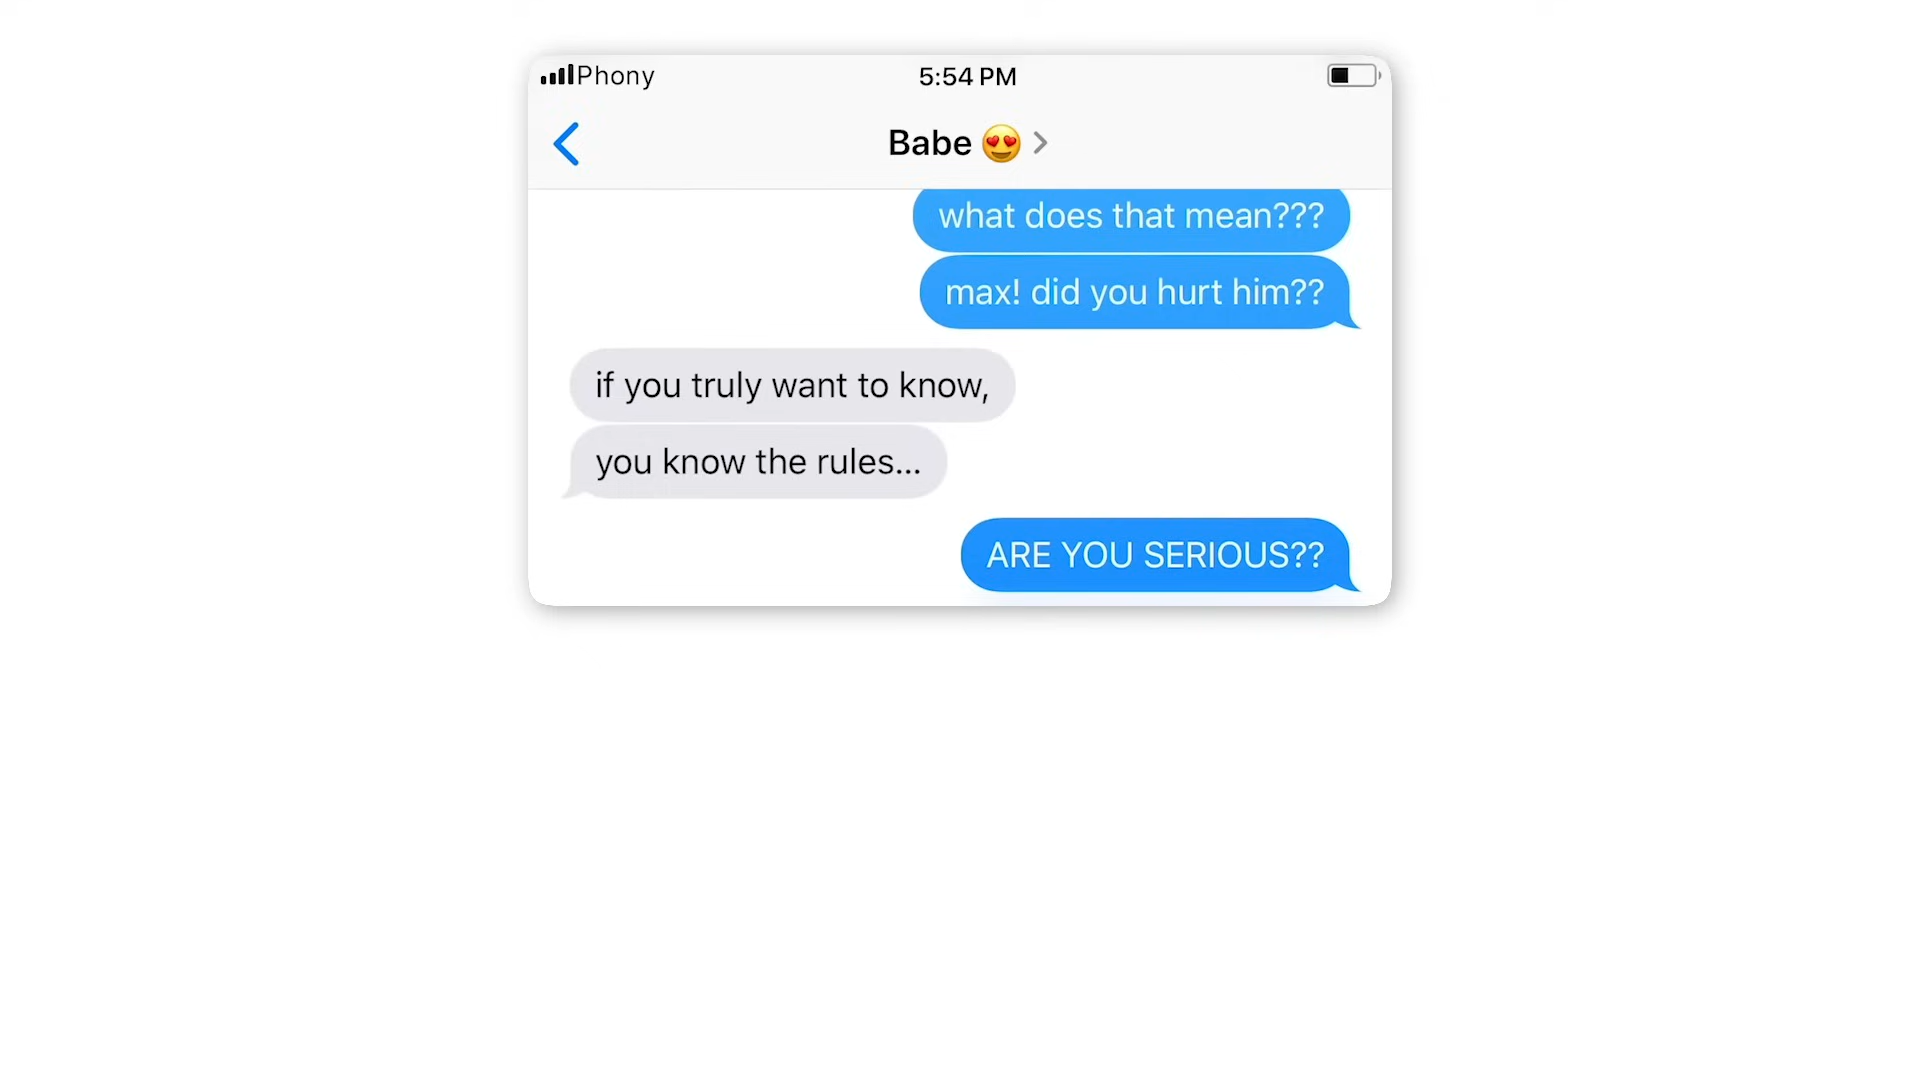 Phony 5:54 PM
Babe 😍
what does that mean???
max! did you hurt him??
if you truly want to know,
you know the rules...
ARE YOU SERIOUS??